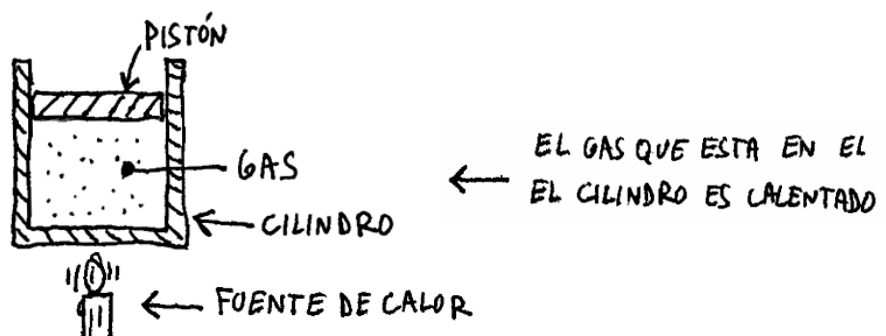 PISTÓN
GAS
CILINDRO
FUENTE DE CALOR
EL GAS QUE ESTA EN EL
EL CILINDRO ES CALENTADO